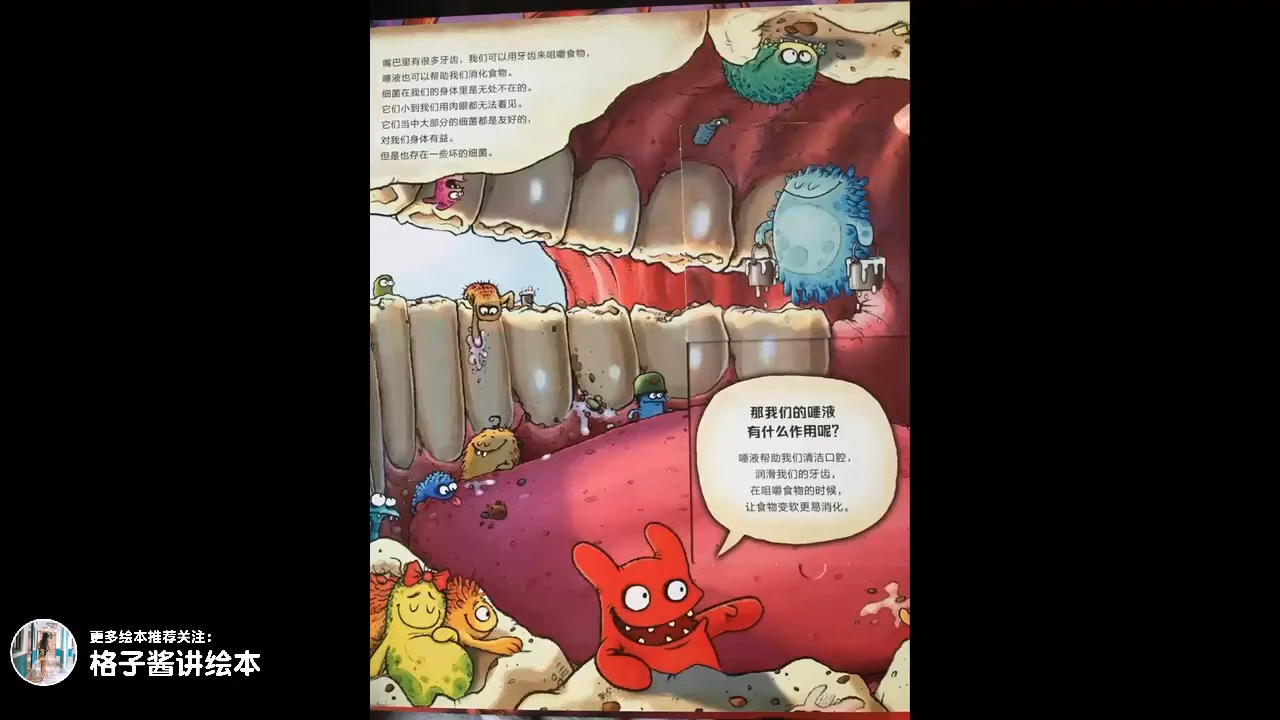 嘴巴里有很多牙齿，我们可以用牙齿来咀嚼食物，
唾液也可以帮助我们消化食物。
细菌在我们的身体里是无处不在的。
它们小到我们用肉眼都无法看见。
它们当中大部分的细菌都是友好的，
对我们身体有益。
但是也存在一些坏的细菌。
那我们的唾液
有什么作用呢？
唾液帮助我们清洁口腔，
润滑我们的牙齿，
在咀嚼食物的时候，
让食物变软更易消化。
更多绘本推荐关注：
格子酱讲绘本